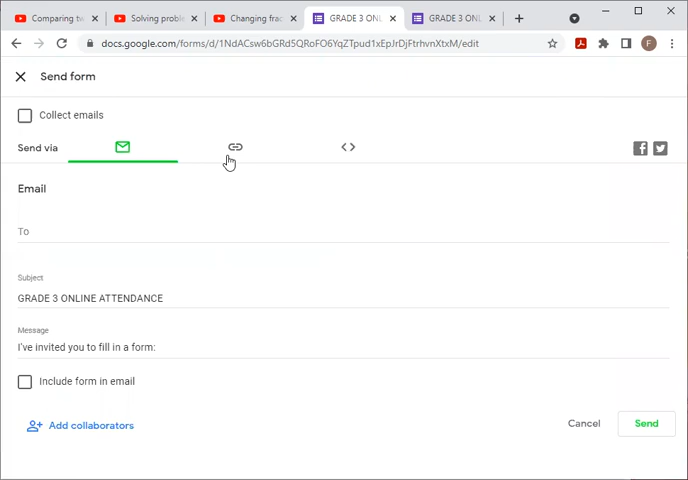 Comparing tw
Solving proble
Changing frac
GRADE 3 ONLI
GRADE 3 ONL
docs.google.com/forms/d/1NdACsw6bGRd5QRoFO6YqZTpud1xEpJrDjFtrhvnXtxM/edit
F
Send form
Collect emails
Send via
Email
To
Subject
GRADE 3 ONLINE ATTENDANCE
Message
I've invited you to fill in a form:
Include form in email
Add collaborators
Cancel
Send